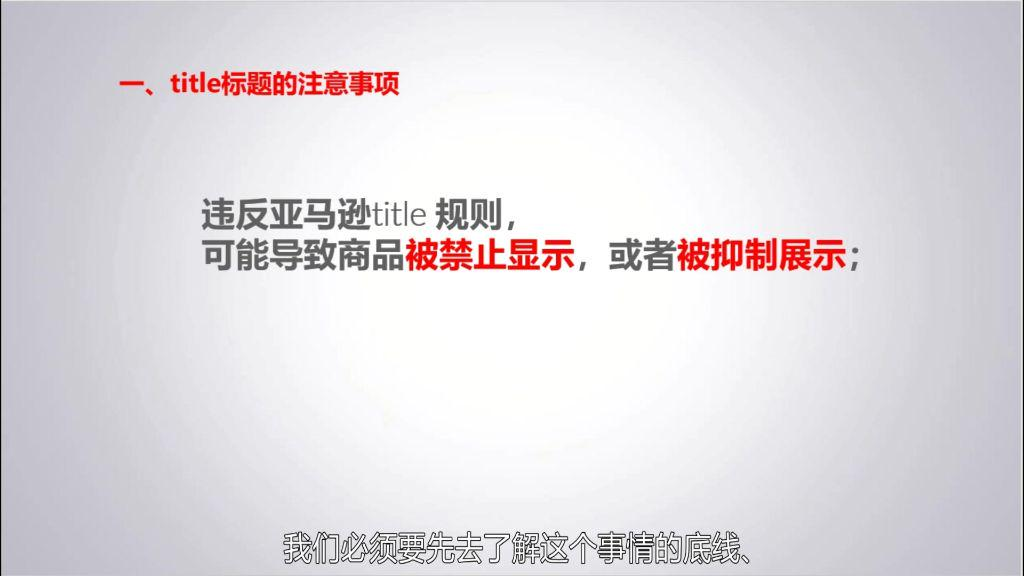 一、title标题的注意事项
违反亚马逊title 规则，
可能导致商品被禁止显示，或者被抑制展示；
我们必须要先去了解这个事情的底线、